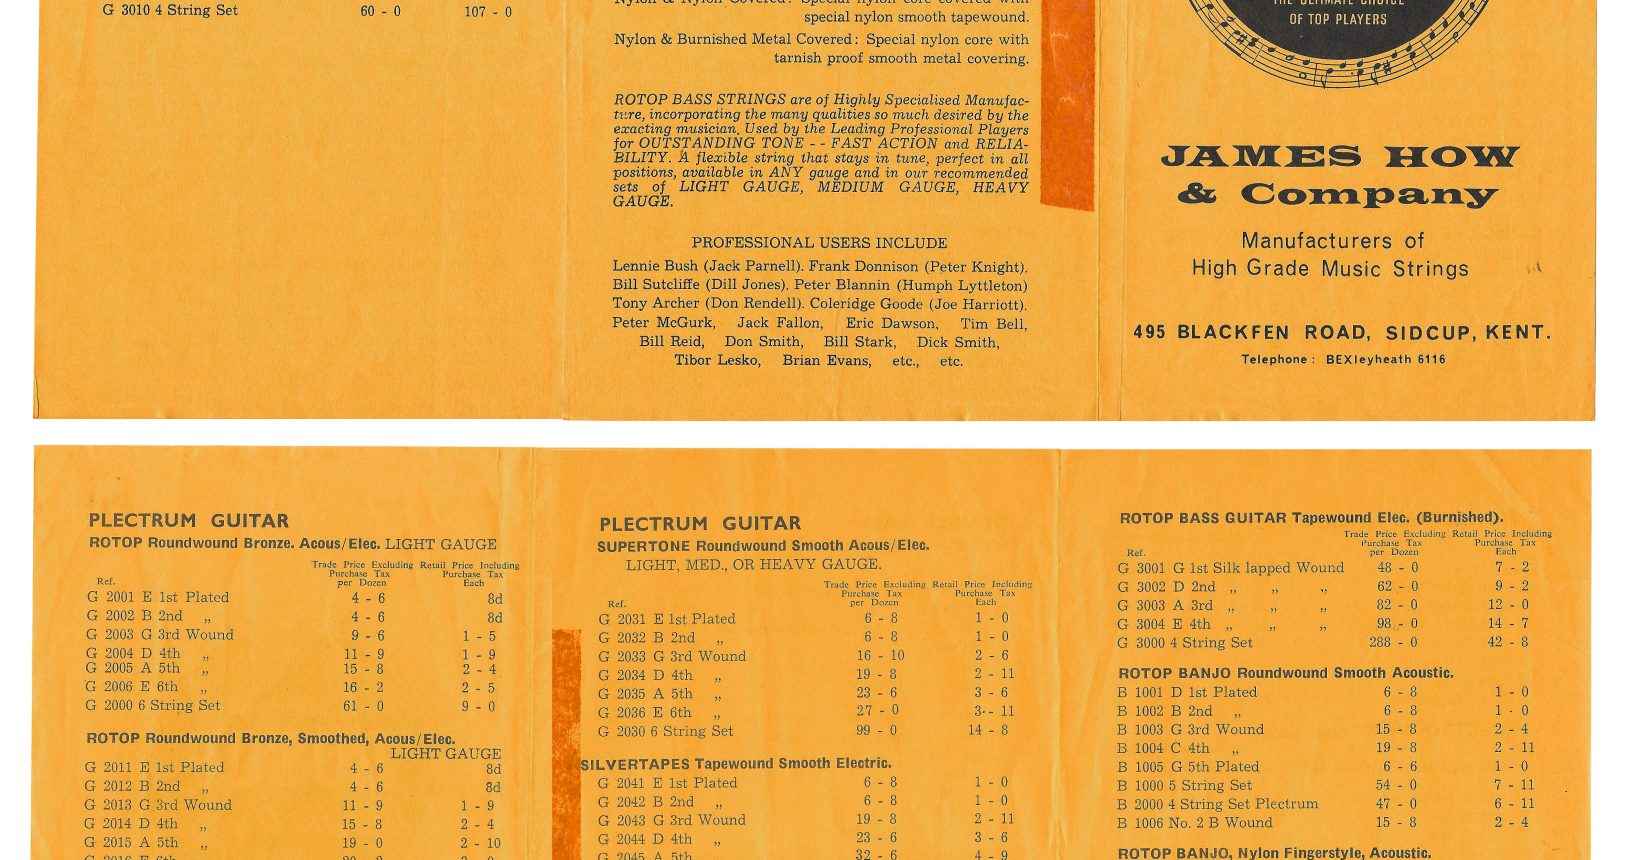 G 3010 4 String Set 60 - 0 107 - 0
Nylon & Nylon Covered: Special nylon core covered with
special nylon smooth tapewound.
Nylon & Burnished Metal Covered: Special nylon core with
tarnish proof smooth metal covering.
ROTOP BASS STRINGS are of Highly Specialised Manufac-
ture, incorporating the many qualities so much desired by the
exacting musician. Used by the Leading Professional Players
for OUTSTANDING TONE - - FAST ACTION and RELIA-
BILITY. A flexible string that stays in tune, perfect in all
positions, available in ANY gauge and in our recommended
sets of LIGHT GAUGE, MEDIUM GAUGE, HEAVY
GAUGE.
PROFESSIONAL USERS INCLUDE
Lennie Bush (Jack Parnell). Frank Donnison (Peter Knight).
Bill Sutcliffe (Dill Jones). Peter Blannin (Humph Lyttleton)
Tony Archer (Don Rendell). Coleridge Goode (Joe Harriott).
Peter McGurk, Jack Fallon, Eric Dawson, Tim Bell,
Bill Reid, Don Smith, Bill Stark, Dick Smith,
Tibor Lesko, Brian Evans, etc., etc.
THE ULTIMATE CHOICE
OF TOP PLAYERS
JAMES HOW
& Company
Manufacturers of
High Grade Music Strings
495 BLACKFEN ROAD, SIDCUP, KENT.
Telephone : BEXleyheath 6116
PLECTRUM GUITAR
ROTOP Roundwound Bronze. Acous/Elec. LIGHT GAUGE
Trade Price Excluding Retail Price Including
Purchase Tax Purchase Tax
Ref. per Dozen Each
G 2001 E 1st Plated 4 - 6 8d
G 2002 B 2nd „ 4 - 6 8d
G 2003 G 3rd Wound 9 - 6 1 - 5
G 2004 D 4th „ 11 - 9 1 - 9
G 2005 A 5th „ 15 - 8 2 - 4
G 2006 E 6th „ 16 - 2 2 - 5
G 2000 6 String Set 61 - 0 9 - 0
ROTOP Roundwound Bronze, Smoothed, Acous/Elec.
LIGHT GAUGE
G 2011 E 1st Plated 4 - 6 8d
G 2012 B 2nd „ 4 - 6 8d
G 2013 G 3rd Wound 11 - 9 1 - 9
G 2014 D 4th „ 15 - 8 2 - 4
G 2015 A 5th „ 19 - 0 2 - 10
G 2016 E 6th
PLECTRUM GUITAR
SUPERTONE Roundwound Smooth Acous/Elec.
LIGHT, MED., OR HEAVY GAUGE.
Trade Price Excluding Retail Price Including
Purchase Tax Purchase Tax
Ref. per Dozen Each
G 2031 E 1st Plated 6 - 8 1 - 0
G 2032 B 2nd „ 6 - 8 1 - 0
G 2033 G 3rd Wound 16 - 10 2 - 6
G 2034 D 4th „ 19 - 8 2 - 11
G 2035 A 5th „ 23 - 6 3 - 6
G 2036 E 6th „ 27 - 0 3 - 11
G 2030 6 String Set 99 - 0 14 - 8
SILVERTAPES Tapewound Smooth Electric.
G 2041 E 1st Plated 6 - 8 1 - 0
G 2042 B 2nd „ 6 - 8 1 - 0
G 2043 G 3rd Wound 19 - 8 2 - 11
G 2044 D 4th „ 23 - 6 3 - 6
G 2045 A 5th 32 - 6 4 - 9
ROTOP BASS GUITAR Tapewound Elec. (Burnished).
Trade Price Excluding Retail Price Including
Purchase Tax Purchase Tax
Ref. per Dozen Each
G 3001 G 1st Silk lapped Wound 48 - 0 7 - 2
G 3002 D 2nd „ „ „ 62 - 0 9 - 2
G 3003 A 3rd „ „ „ 82 - 0 12 - 0
G 3004 E 4th „ „ „ 98 - 0 14 - 7
G 3000 4 String Set 288 - 0 42 - 8
ROTOP BANJO Roundwound Smooth Acoustic.
B 1001 D 1st Plated 6 - 8 1 - 0
B 1002 B 2nd „ 6 - 8 1 - 0
B 1003 G 3rd Wound 15 - 8 2 - 4
B 1004 C 4th „ 19 - 8 2 - 11
B 1005 G 5th Plated 6 - 6 1 - 0
B 1000 5 String Set 54 - 0 7 - 11
B 2000 4 String Set Plectrum 47 - 0 6 - 11
B 1006 No. 2 B Wound 15 - 8 2 - 4
ROTOP BANJO, Nylon Fingerstyle, Acoustic.